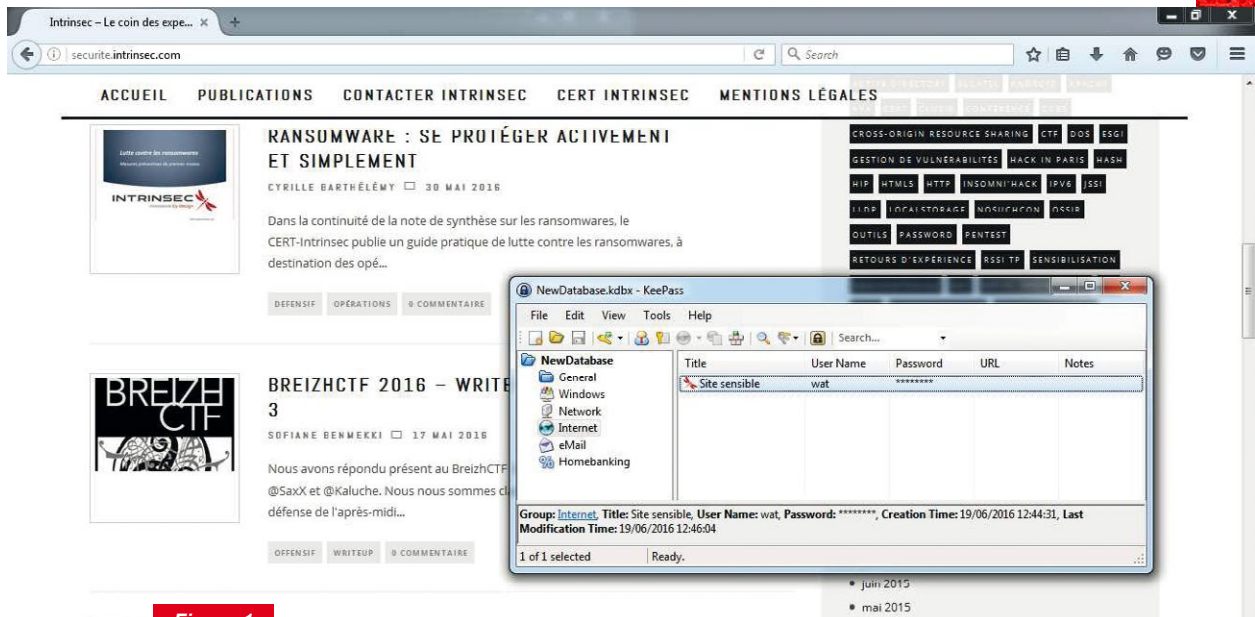 Intrinsec – Le coin des expe...
securite.intrinsec.com
Search
ACCUEIL PUBLICATIONS CONTACTER INTRINSEC CERT INTRINSEC MENTIONS LÉGALES
Lutte contre les ransomwares
INTRINSEC
RANSOMWARE : SE PROTÉGER ACTIVEMENT
ET SIMPLEMENT
CYRILLE BARTHÉLÉMY 30 MAI 2016
Dans la continuité de la note de synthèse sur les ransomwares, le
CERT-Intrinsec publie un guide pratique de lutte contre les ransomwares, à
destination des opé...
DEFENSIF OPÉRATIONS 0 COMMENTAIRE
BREIZH
CTF
BREIZHCTF 2016 – WRITE
3
SOFIANE BENMEKKI 17 MAI 2016
Nous avons répondu présent au BreizhCTF
@SaxX et @Kaluche. Nous nous sommes cl
défense de l'après-midi...
OFFENSIF WRITEUP 0 COMMENTAIRE
CROSS-ORIGIN RESOURCE SHARING CTF DOS ESGI
GESTION DE VULNÉRABILITÉS HACK IN PARIS HASH
HIP HTML5 HTTP INSOMNI'HACK IPV6 JSSI
LLDP LOCALSTORAGE NOSUCHCON OSSIR
OUTILS PASSWORD PENTEST
RETOURS D'EXPÉRIENCE RSSI TP SENSIBILISATION
NewDatabase.kdbx - KeePass
File Edit View Tools Help
Search...
NewDatabase
General
Windows
Network
Internet
eMail
Homebanking
Title User Name Password URL Notes
Site sensible wat ********
Group: Internet, Title: Site sensible, User Name: wat, Password: ********, Creation Time: 19/06/2016 12:44:31, Last
Modification Time: 19/06/2016 12:46:04
1 of 1 selected Ready.
juin 2015
mai 2015